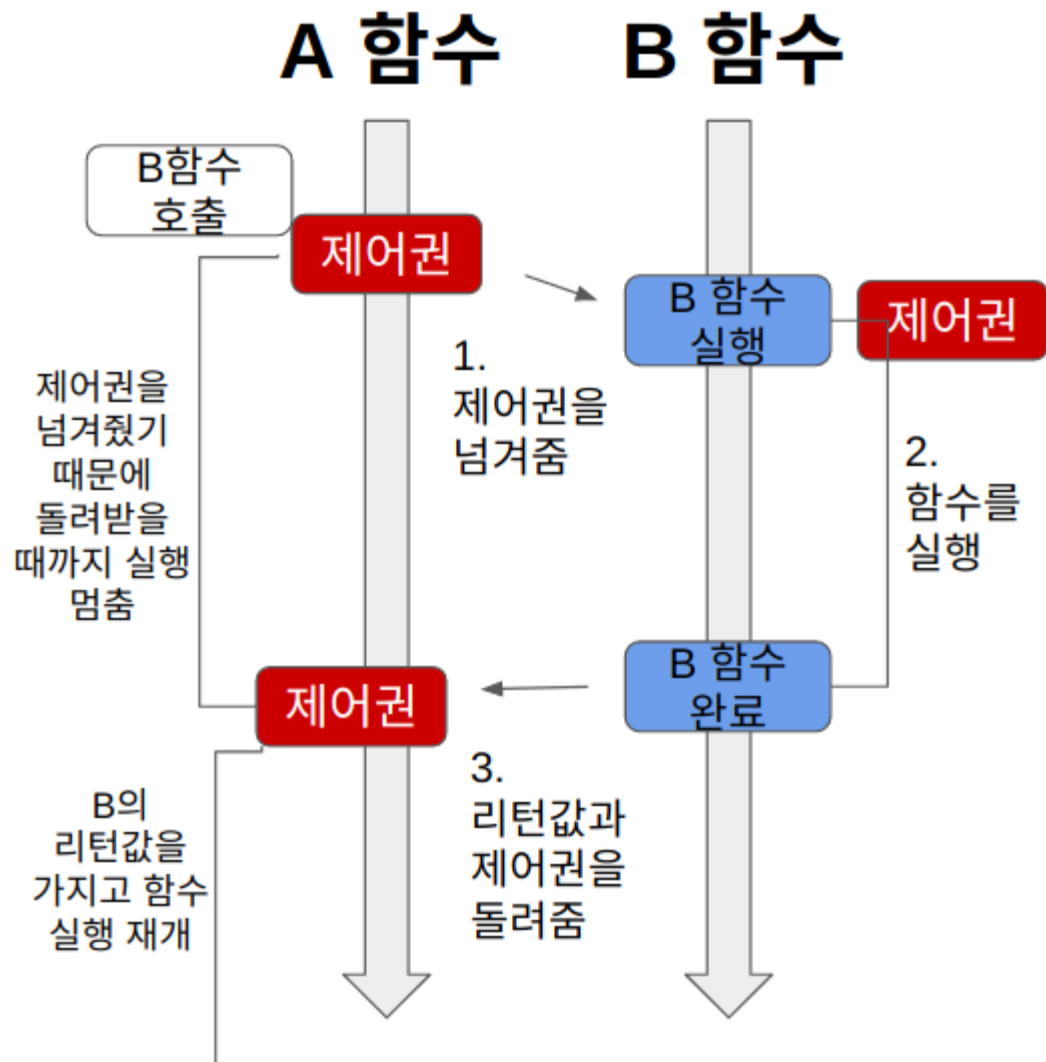 A 함수
B 함수
B함수
호출
제어권
B 함수
실행
제어권
1.
제어권을
넘겨줌
제어권을
넘겨줬기
때문에
돌려받을
때까지 실행
멈춤
2.
함수를
실행
제어권
B 함수
완료
3.
리턴값과
제어권을
돌려줌
B의
리턴값을
가지고 함수
실행 재개